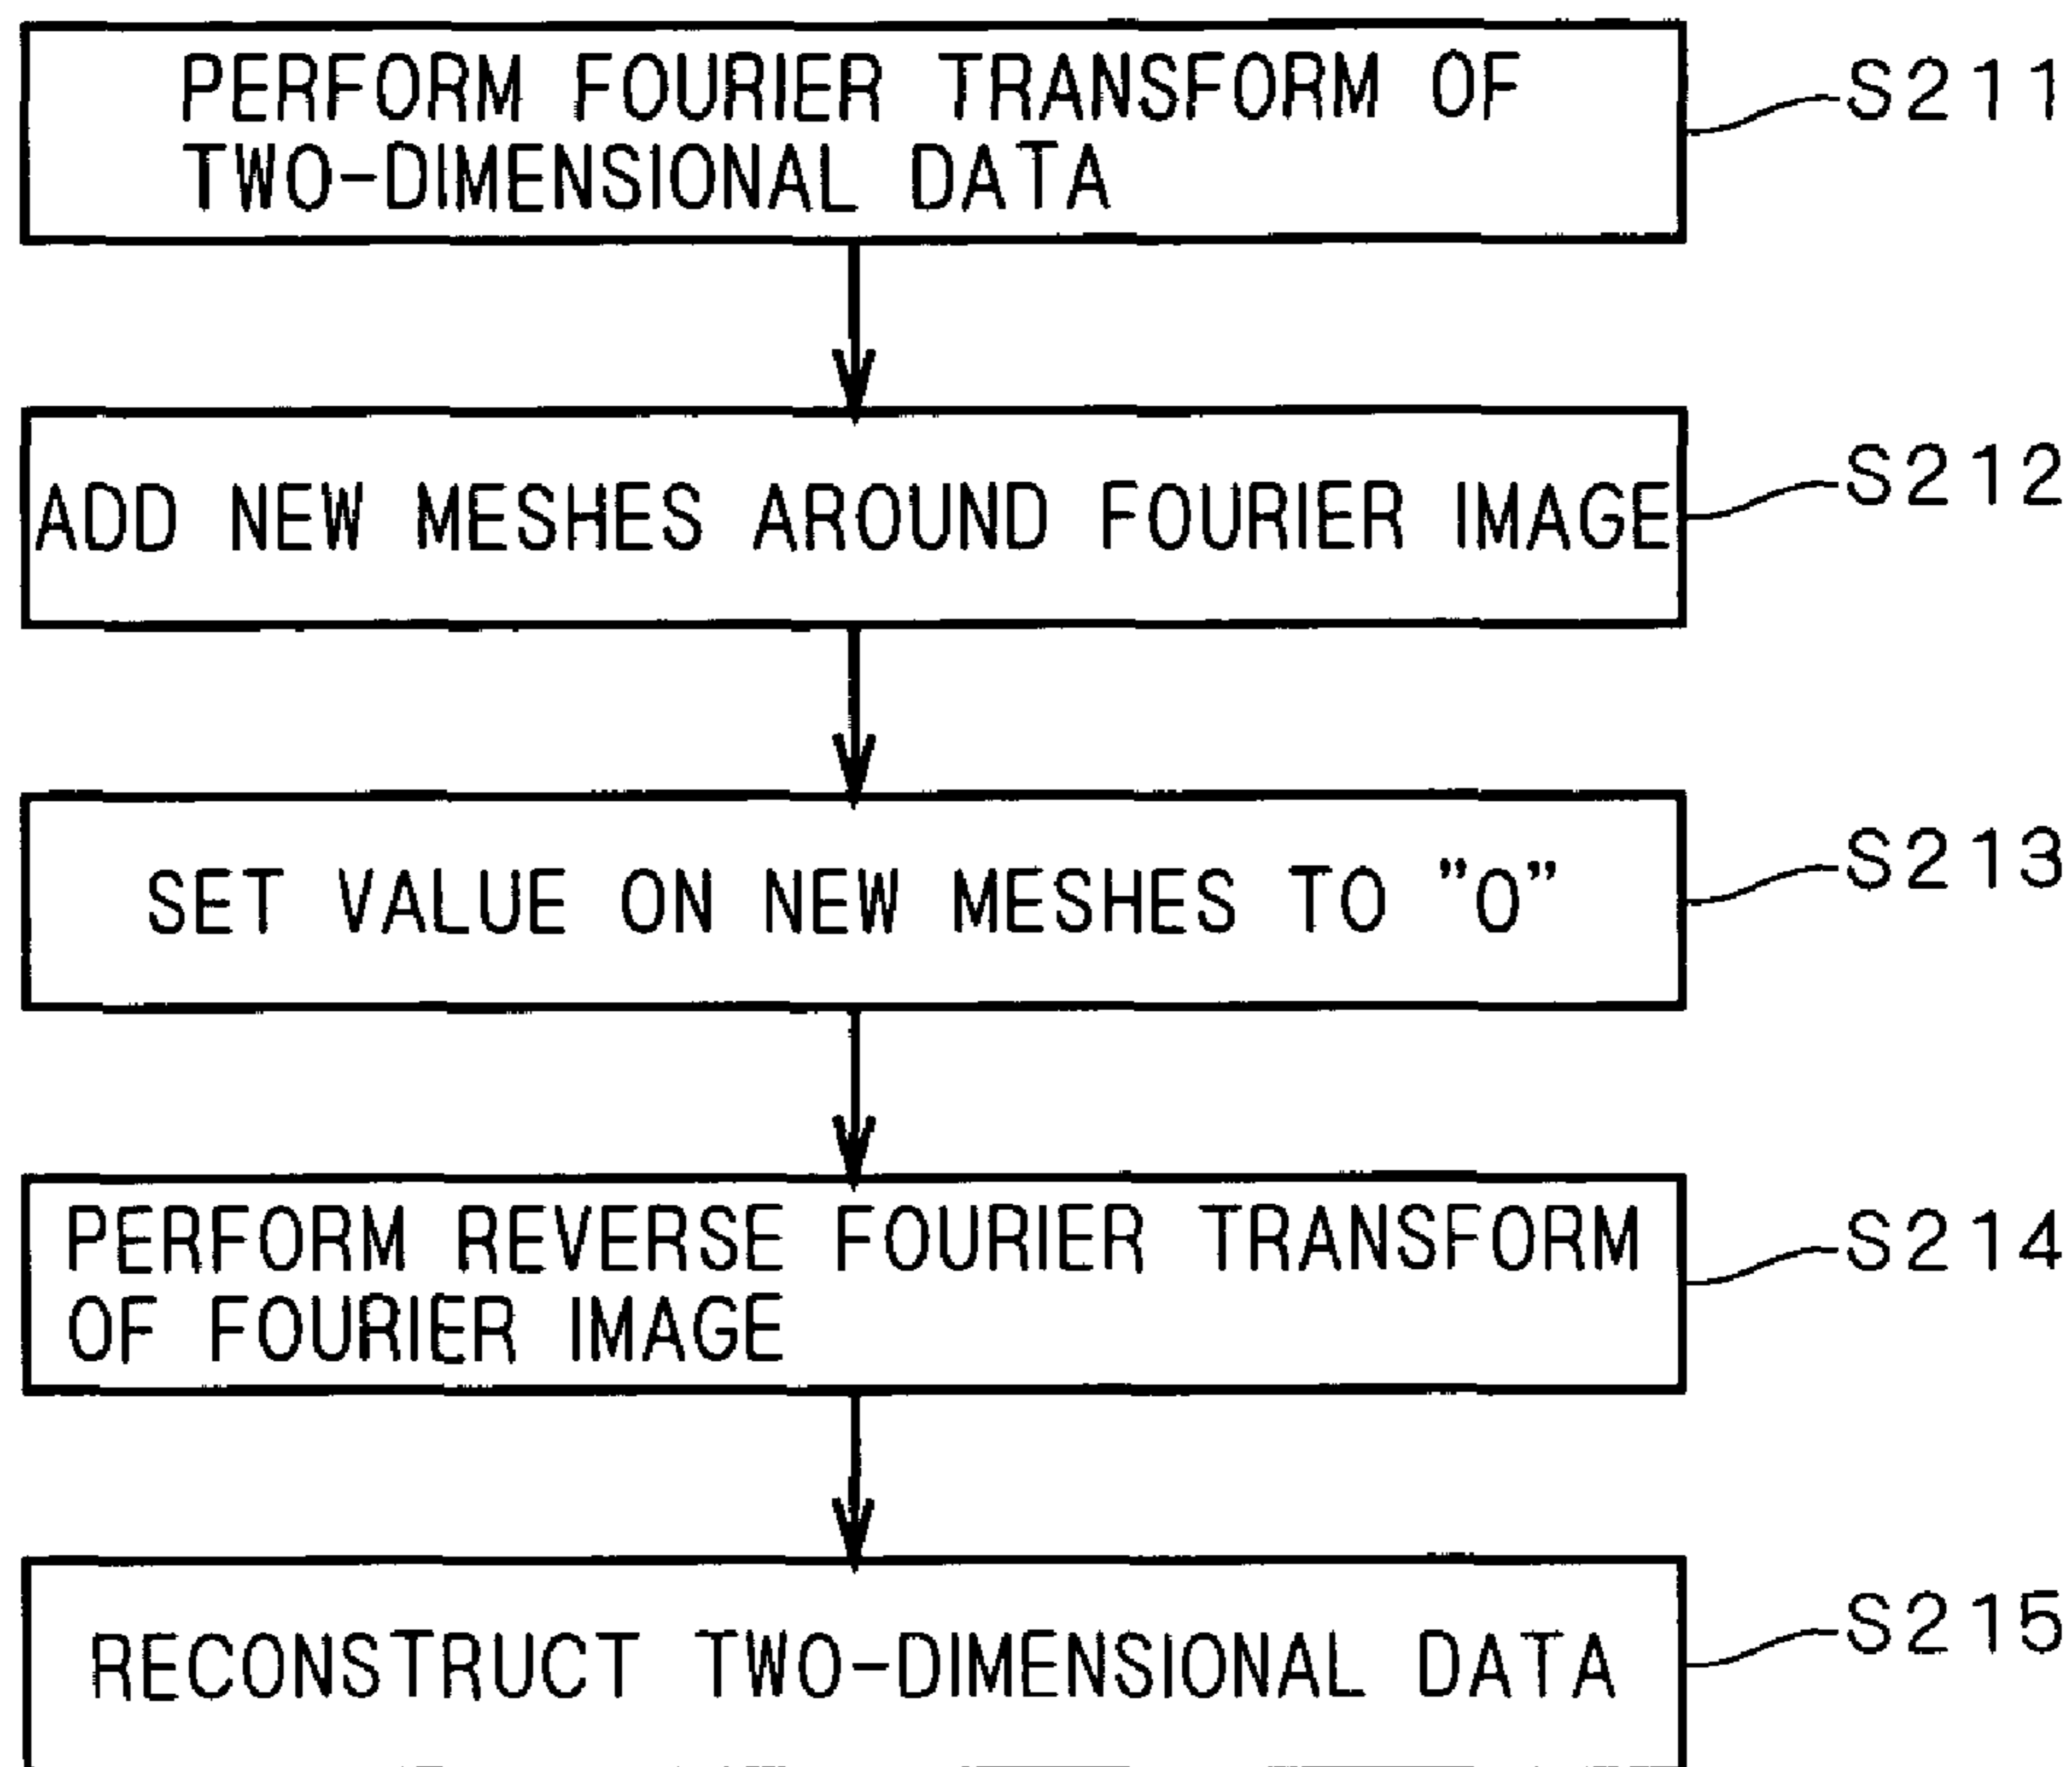 PERFORM FOURIER TRANSFORM OF
TWO-DIMENSIONAL DATA
S211
ADD NEW MESHES AROUND FOURIER IMAGE
S212
SET VALUE ON NEW MESHES TO "0"
S213
PERFORM REVERSE FOURIER TRANSFORM
OF FOURIER IMAGE
S214
RECONSTRUCT TWO-DIMENSIONAL DATA
S215